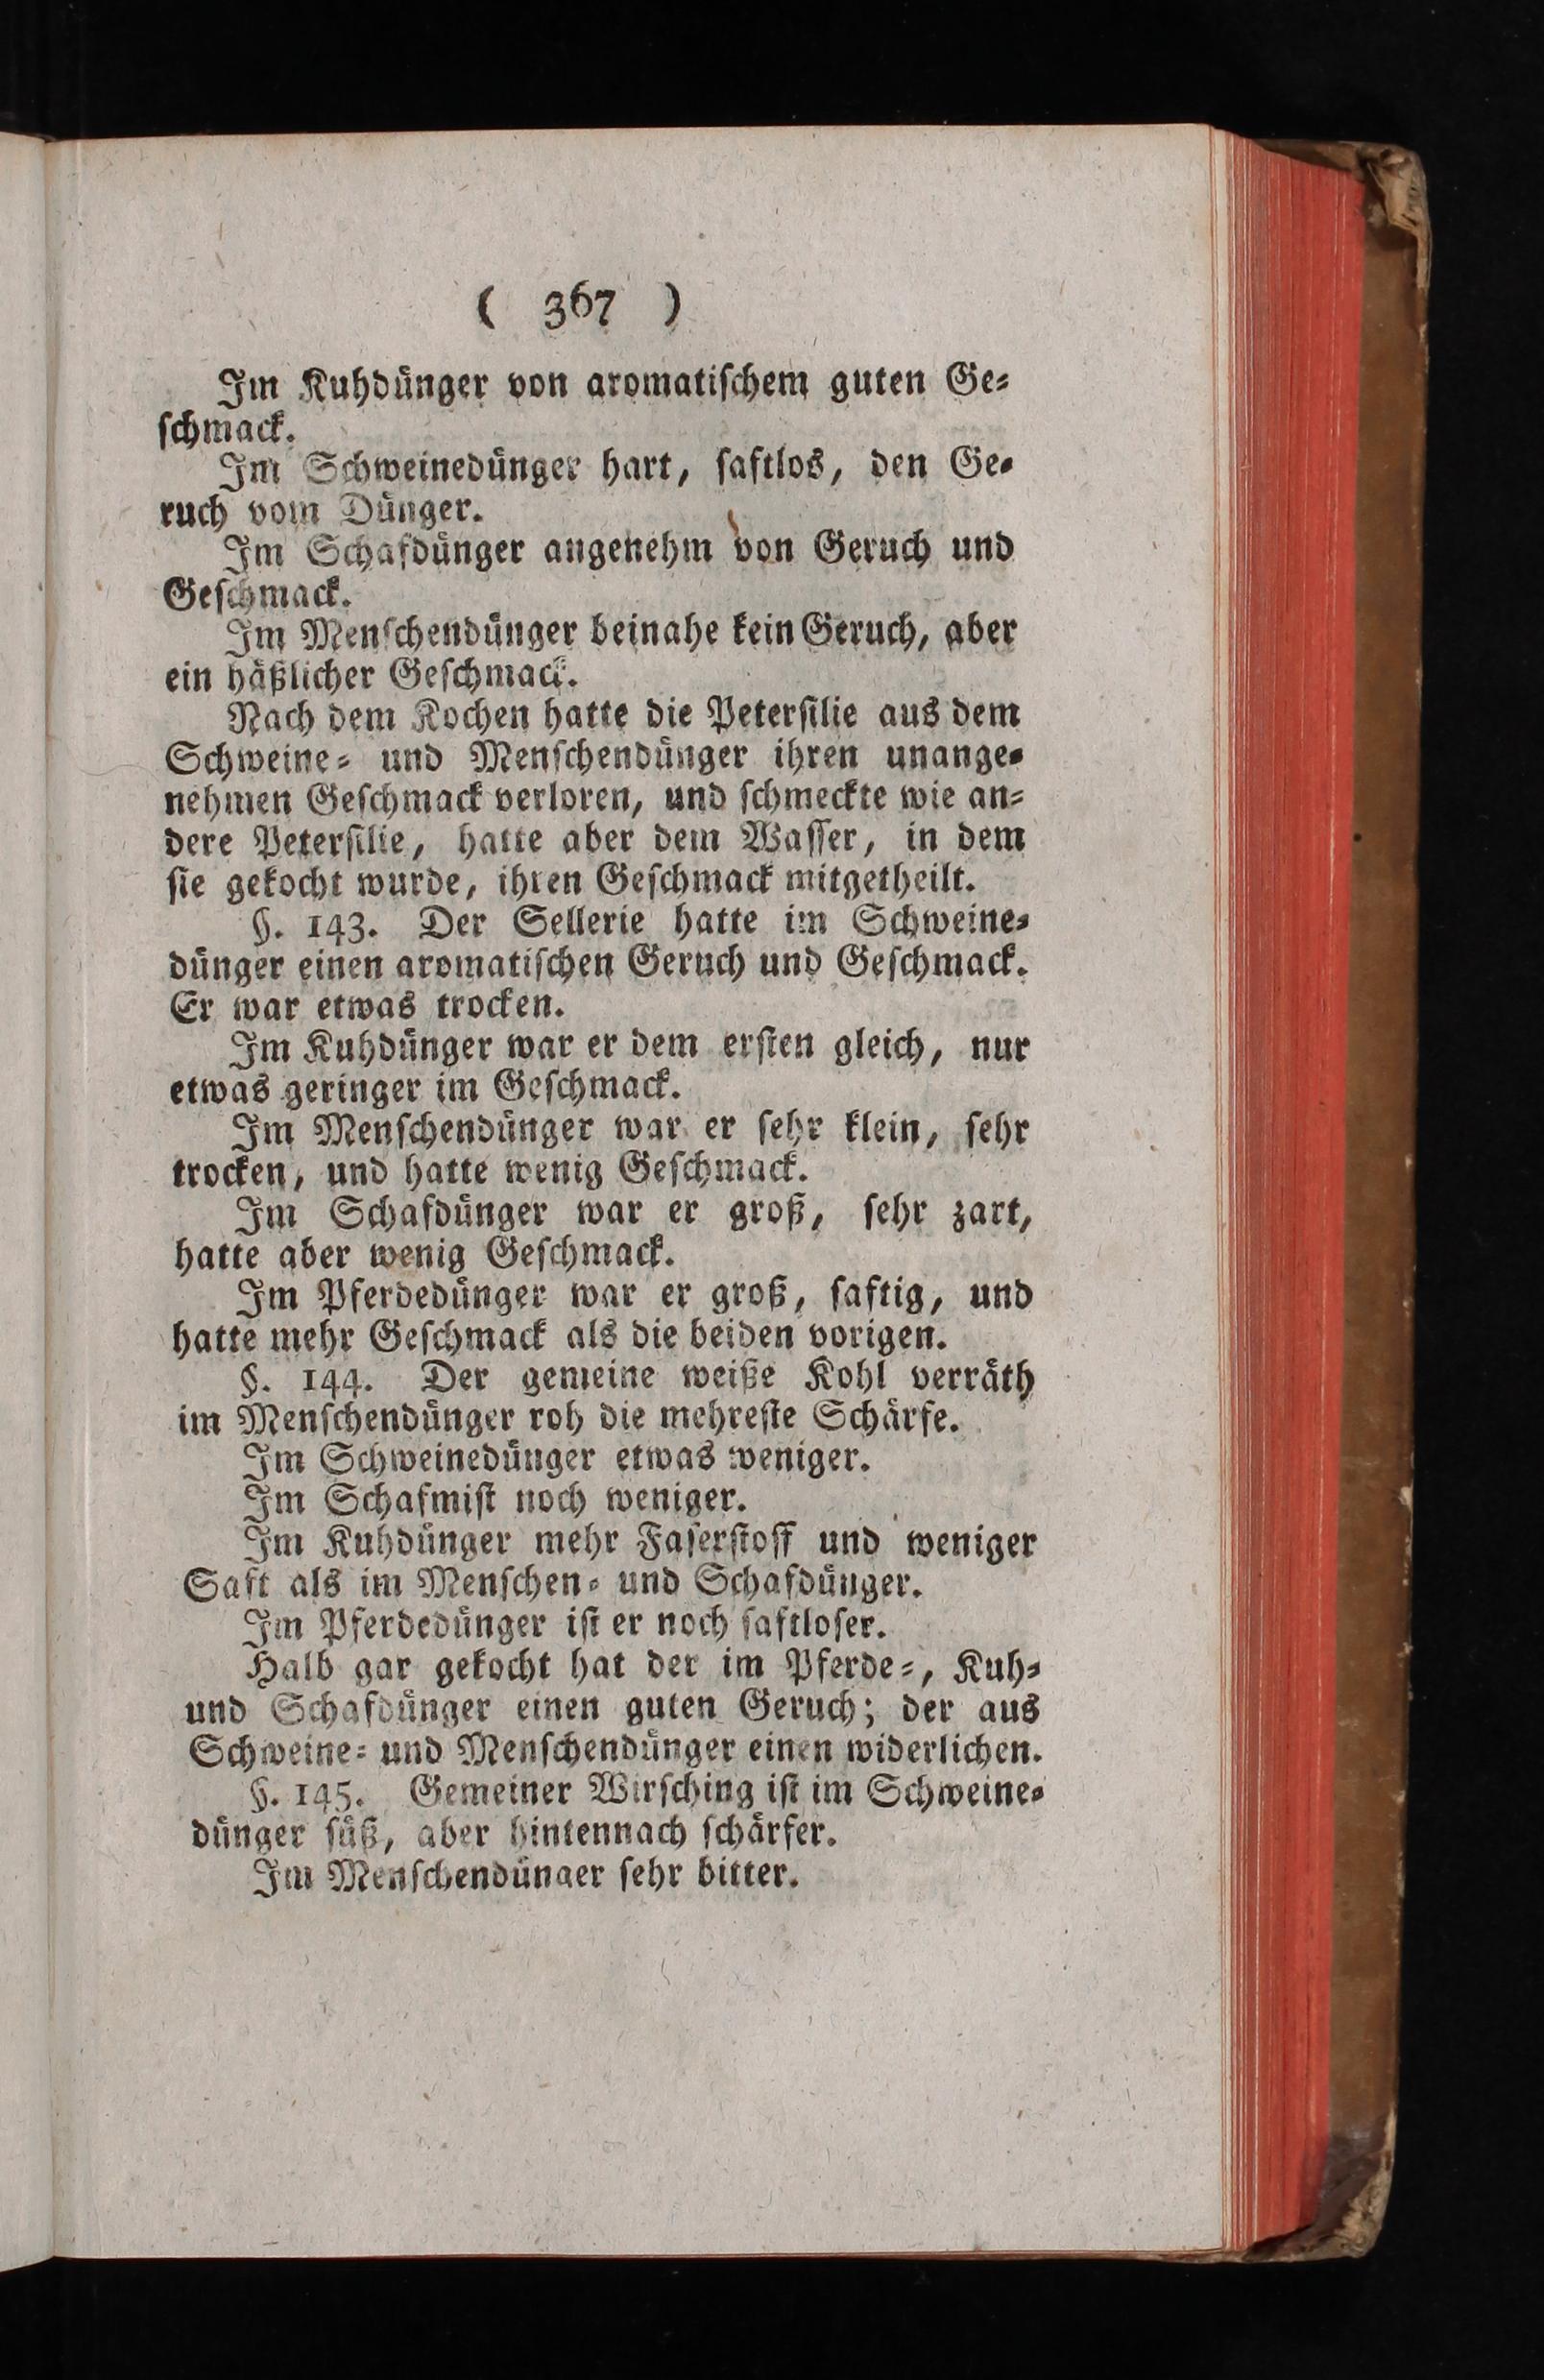 ( 367 )
Im Kuhdünger von aromatiſchem guten Ge⸗
ſchmack.
Im Schweinedünger hart, ſaftlos, den Ge⸗
ruch vom Dünger.
Im Schafdünger angenehm von Geruch und
Geſchmack.
Im Menſchendünger beinahe kein Geruch, aber
ein häßlicher Geſchmack.
Nach dem Kochen hatte die Peterſilie aus dem
Schweine⸗ und Menſchendünger ihren unange⸗
nehmen Geſchmack verloren, und ſchmeckte wie an⸗
dere Peterſilie, hatte aber dem Waſſer, in dem
ſie gekocht wurde, ihren Geſchmack mitgetheilt.
§. 143. Der Sellerie hatte im Schweine⸗
dünger einen aromatiſchen Geruch und Geſchmack.
Er war etwas trocken.
Im Kuhdünger war er dem erſten gleich, nur
etwas geringer im Geſchmack.
Im Menſchendünger war er ſehr klein, ſehr
trocken, und hatte wenig Geſchmack.
Im Schafdünger war er groß, ſehr zart,
hatte aber wenig Geſchmack.
Im Pferdedünger war er groß, ſaftig, und
hatte mehr Geſchmack als die beiden vorigen.
§. 144. Der gemeine weiße Kohl verräth
im Menſchendünger roh die mehreſte Schärfe.
Im Schweinedünger etwas weniger.
Im Schafmiſt noch weniger.
Im Kuhdünger mehr Faſerſtoff und weniger
Saft als im Menſchen⸗ und Schafdünger.
Im Pferdedünger iſt er noch ſaftloſer.
Halb gar gekocht hat der im Pferde⸗, Kuh⸗
und Schafdünger einen guten Geruch; der aus
Schweine⸗ und Menſchendünger einen widerlichen.
§. 145. Gemeiner Wirſching iſt im Schweine⸗
dünger ſüß, aber hintennach ſchärfer.
Im Menſchendünger ſehr bitter.